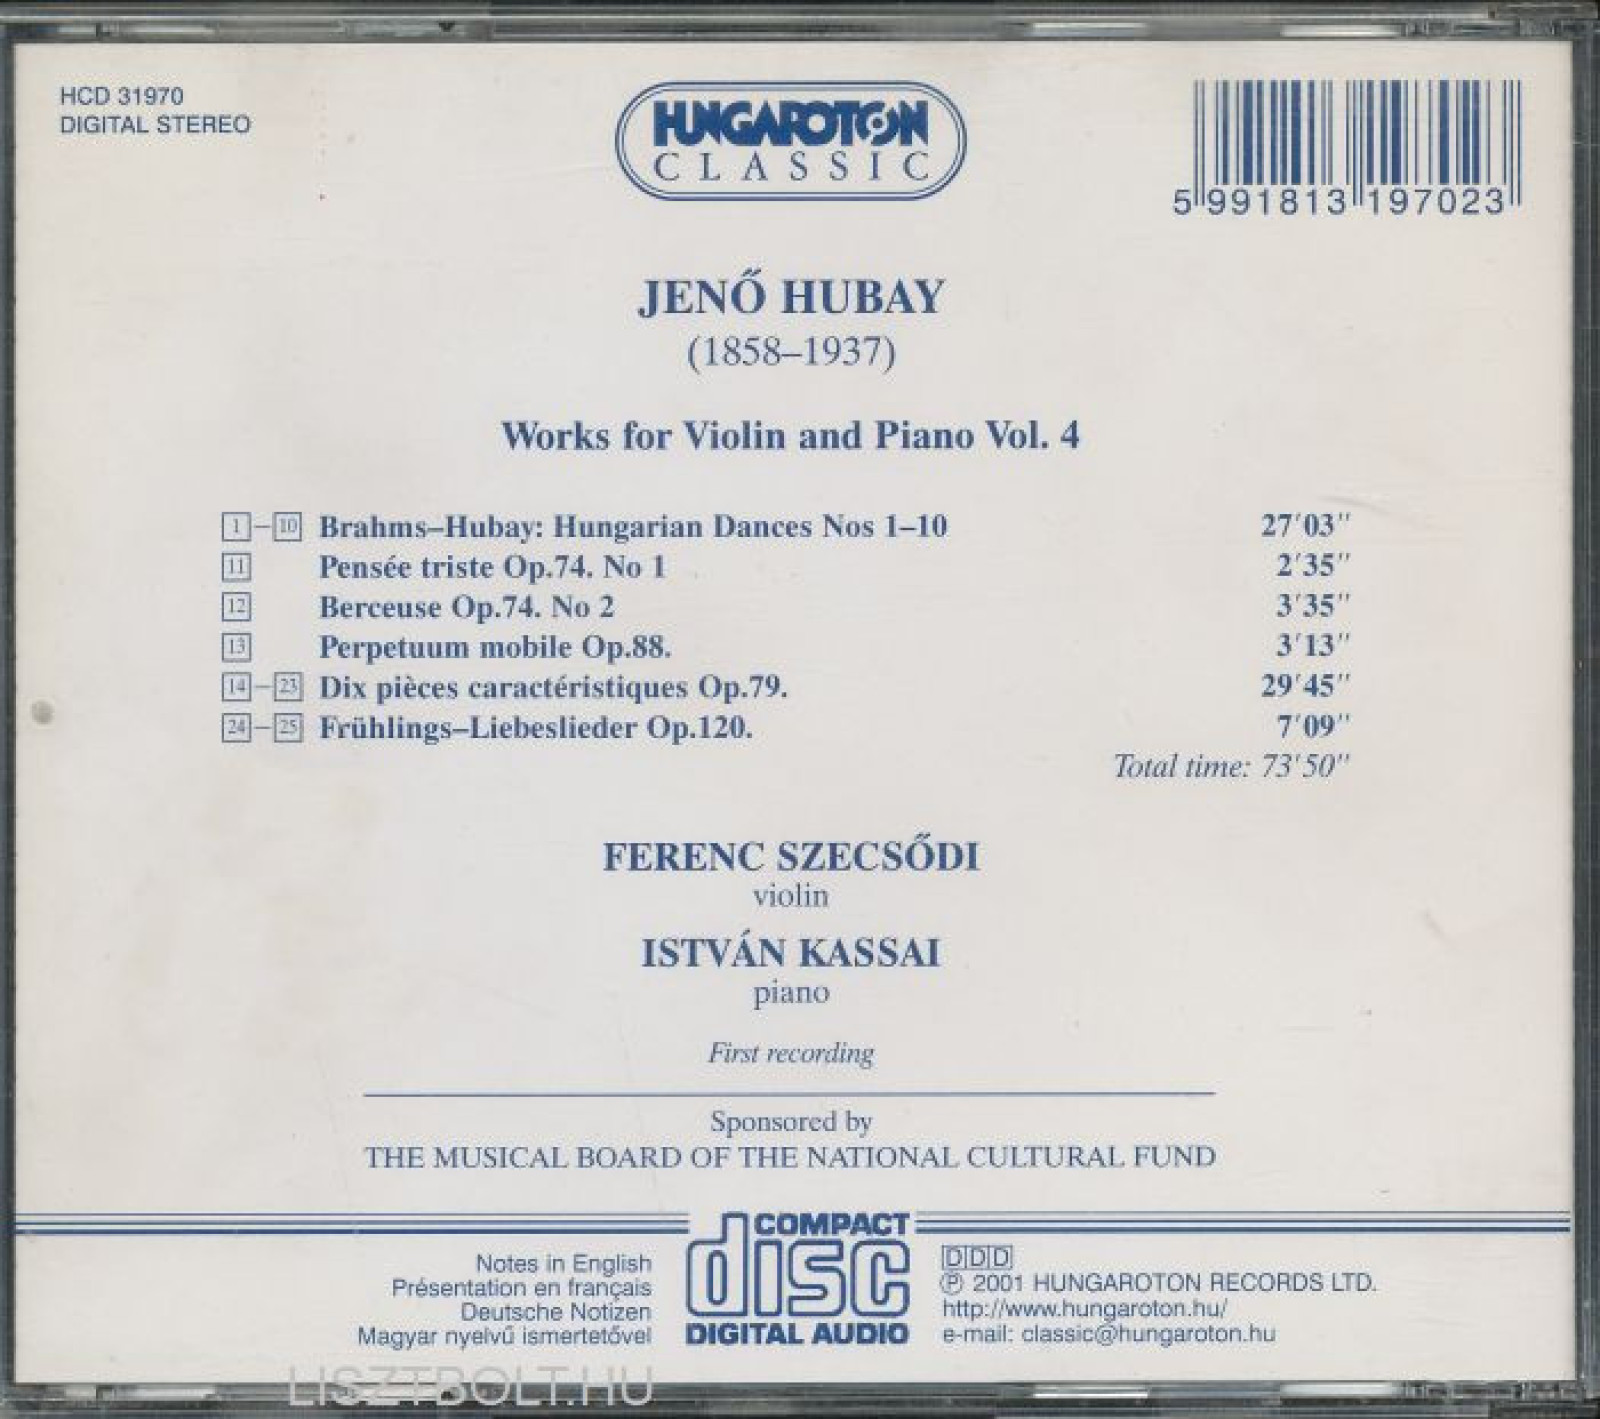 HCD 31970
DIGITAL STEREO
HUNGAROTON
CLASSIC
5 991813 197023
JENŐ HUBAY
(1858–1937)
Works for Violin and Piano Vol. 4
1–10 Brahms–Hubay: Hungarian Dances Nos 1–10 27'03"
11 Pensée triste Op.74. No 1 2'35"
12 Berceuse Op.74. No 2 3'35"
13 Perpetuum mobile Op.88. 3'13"
14–23 Dix pièces caractéristiques Op.79. 29'45"
24–25 Frühlings–Liebeslieder Op.120. 7'09"
Total time: 73'50"
FERENC SZECSŐDI
violin
ISTVÁN KASSAI
piano
First recording
Sponsored by
THE MUSICAL BOARD OF THE NATIONAL CULTURAL FUND
Notes in English
Présentation en français
Deutsche Notizen
Magyar nyelvű ismertetővel
COMPACT
disc
DIGITAL AUDIO
DDD
℗ 2001 HUNGAROTON RECORDS LTD.
http://www.hungaroton.hu/
e-mail: classic@hungaroton.hu
LISZTBOLT.HU